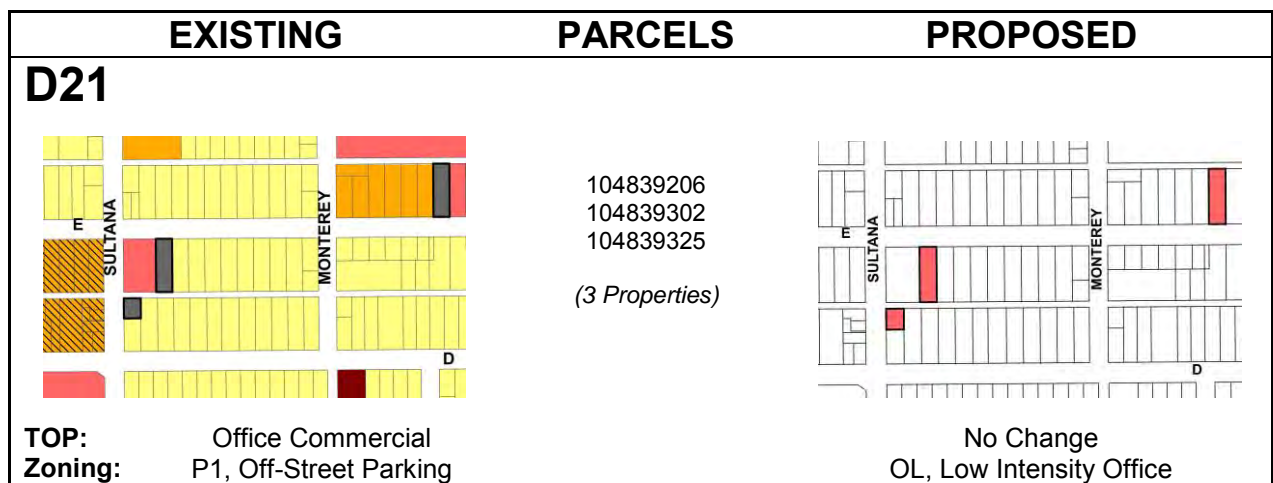 EXISTING PARCELS PROPOSED
D21
E
SULTANA
MONTEREY
D
104839206
104839302
104839325
(3 Properties)
E
SULTANA
MONTEREY
D
TOP: Office Commercial No Change
Zoning: P1, Off-Street Parking OL, Low Intensity Office